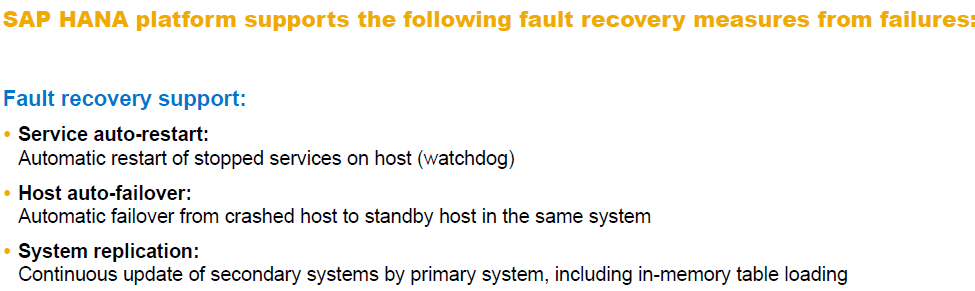 SAP HANA platform supports the following fault recovery measures from failures:
Fault recovery support:
• Service auto-restart:
Automatic restart of stopped services on host (watchdog)
• Host auto-failover:
Automatic failover from crashed host to standby host in the same system
• System replication:
Continuous update of secondary systems by primary system, including in-memory table loading